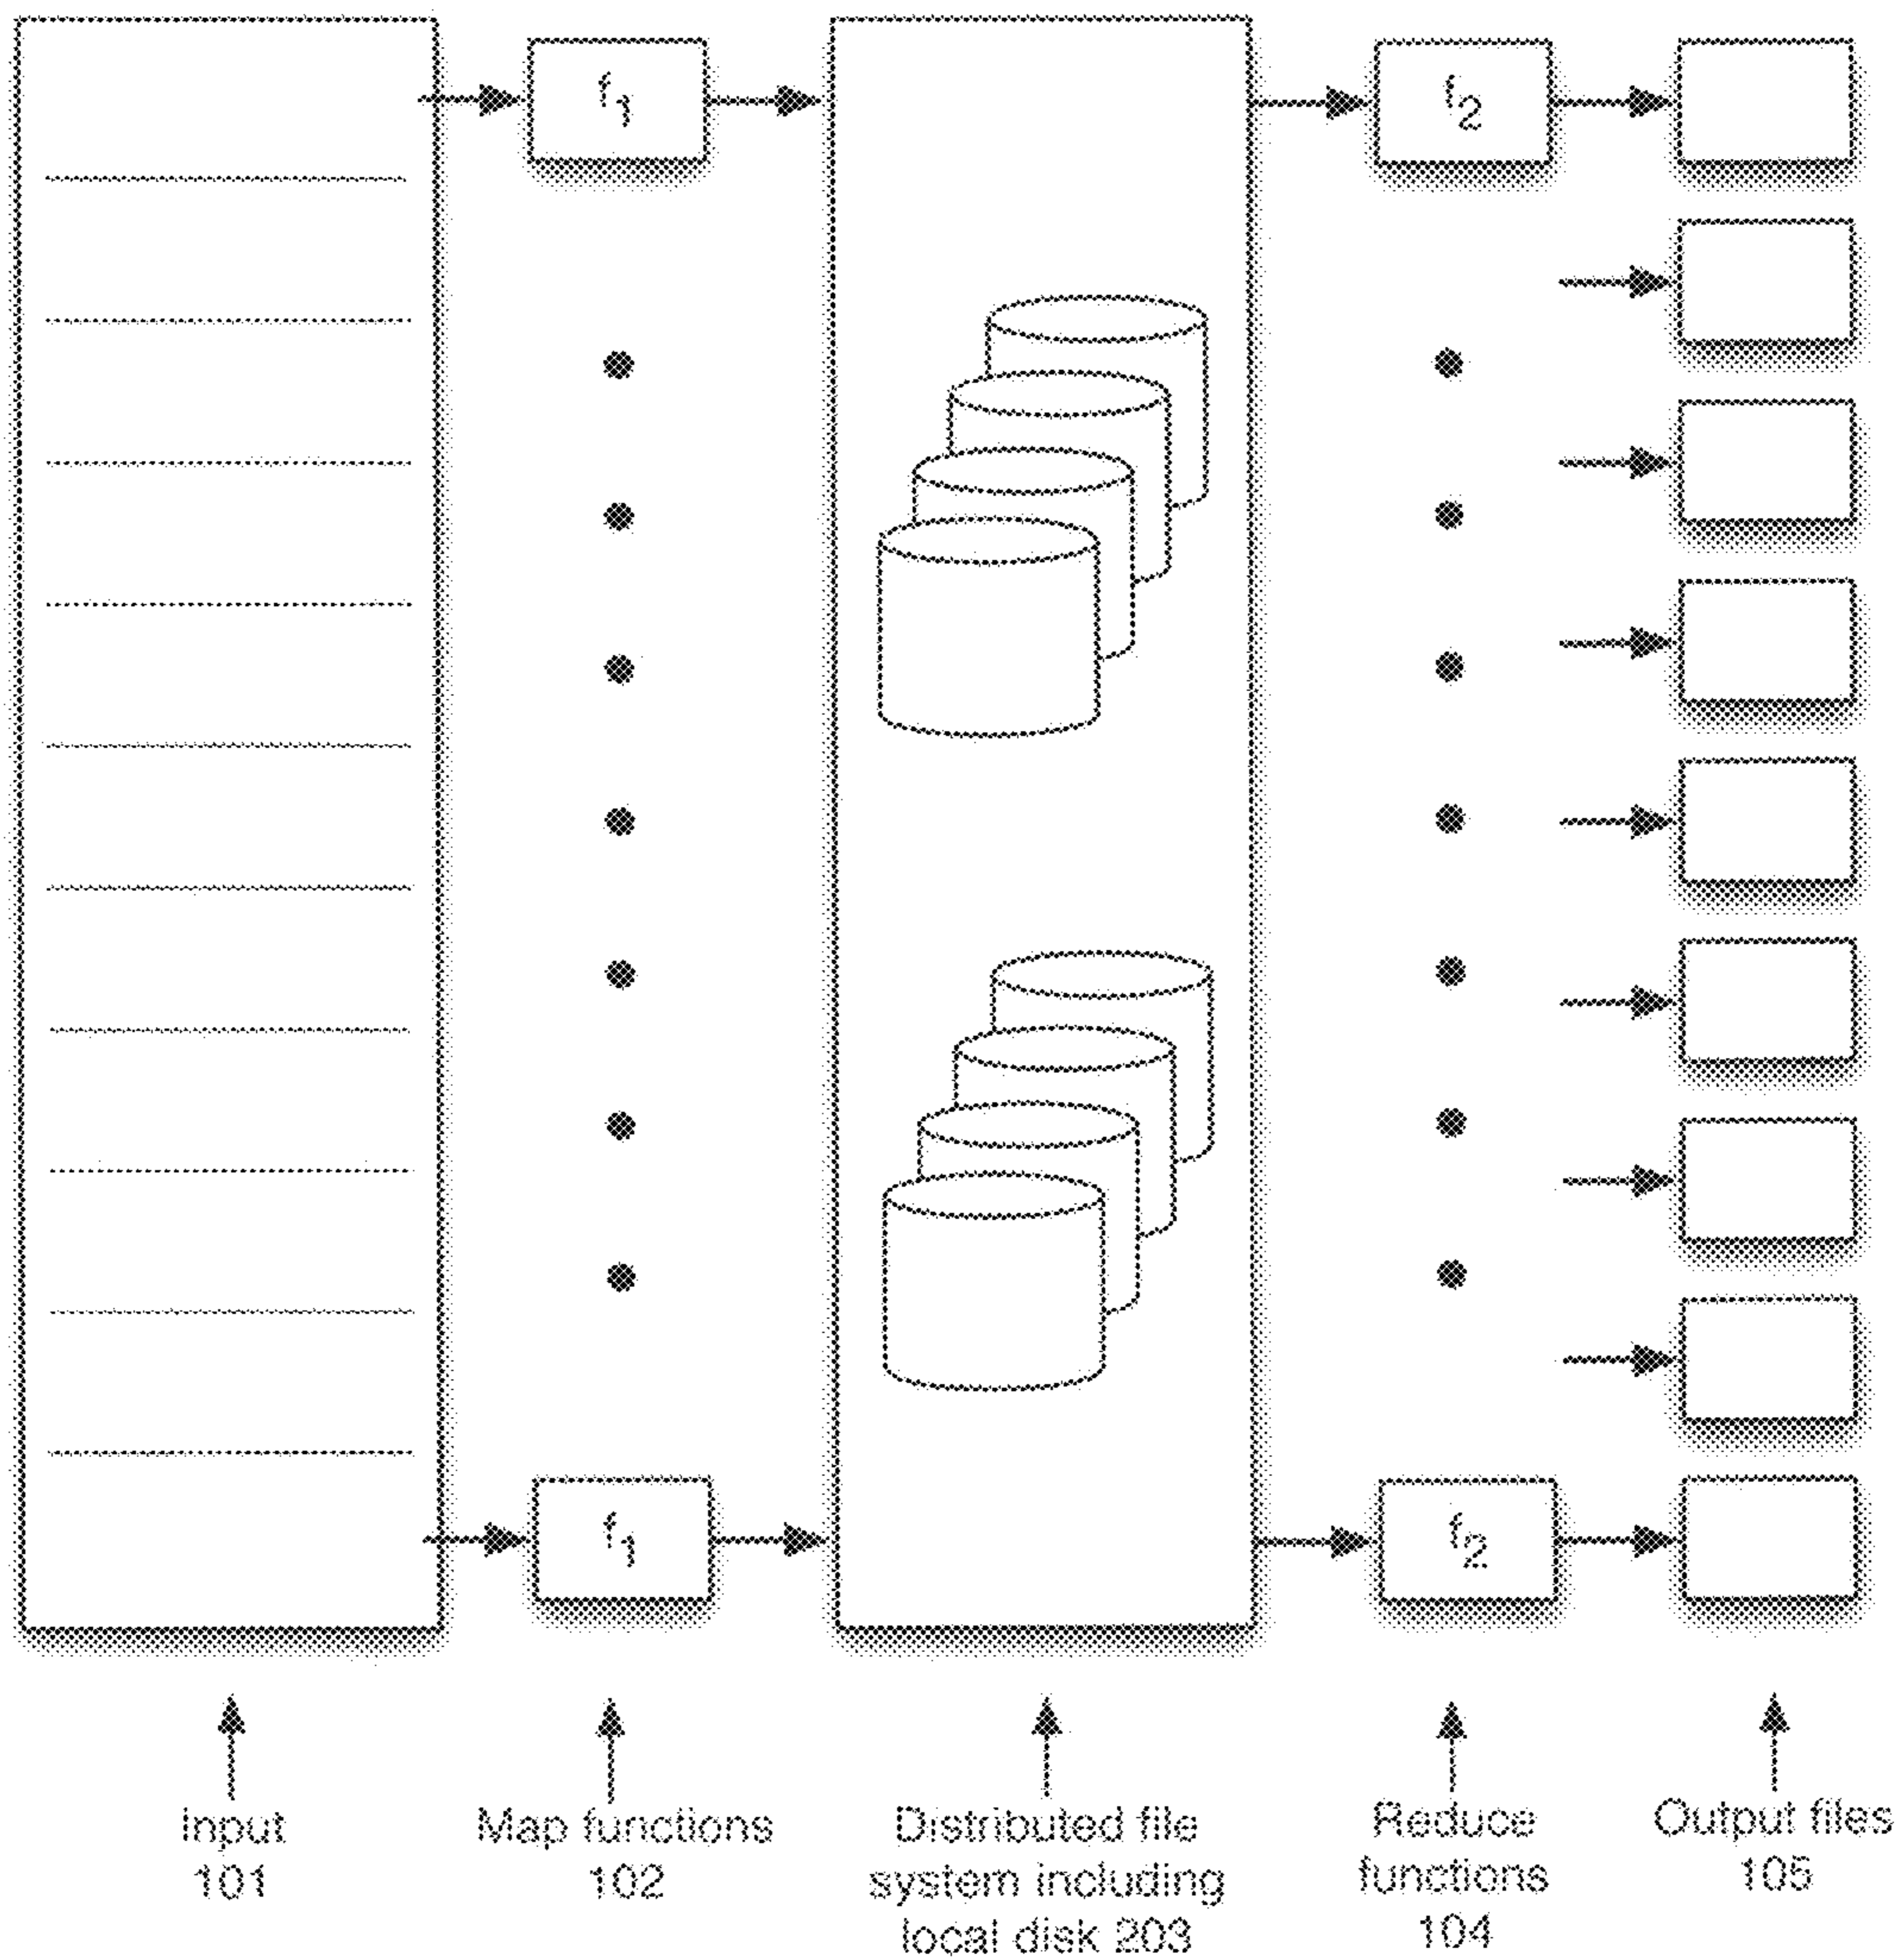 f1
f2
f1
f2
Input
101
Map functions
102
Distributed file
system including
local disk 203
Reduce
functions
104
Output files
105